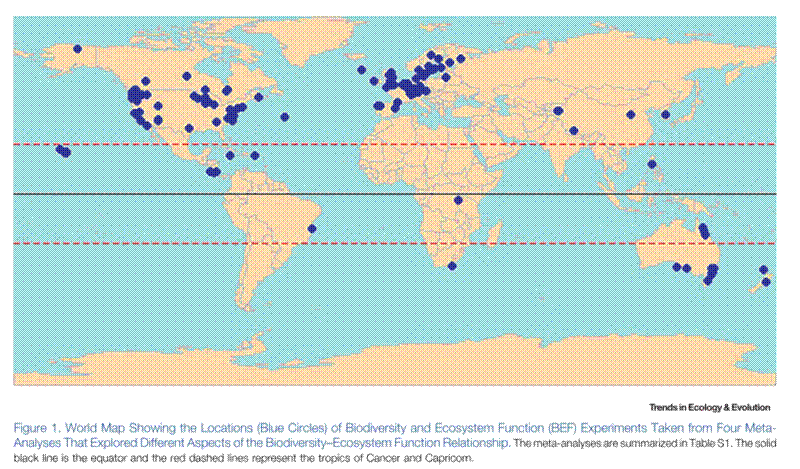 Trends in Ecology & Evolution
Figure 1. World Map Showing the Locations (Blue Circles) of Biodiversity and Ecosystem Function (BEF) Experiments Taken from Four Meta-
Analyses That Explored Different Aspects of the Biodiversity–Ecosystem Function Relationship. The meta-analyses are summarized in Table S1. The solid
black line is the equator and the red dashed lines represent the tropics of Cancer and Capricorn.